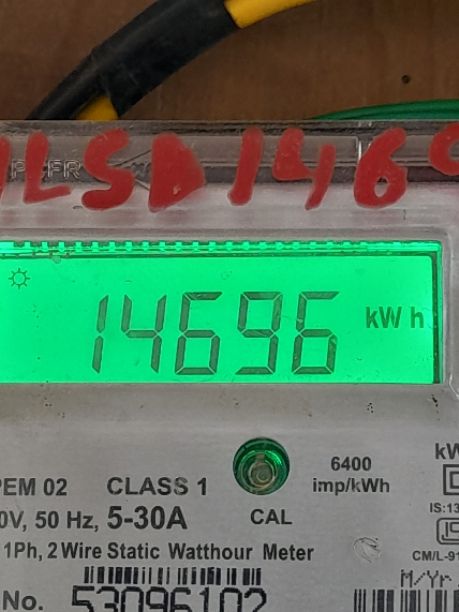 LSD 146
14696 kWh
PEM 02 CLASS 1 6400
imp/kWh
50 Hz, 5-30A CAL
1Ph, 2 Wire Static Watthour Meter
No. 53096102